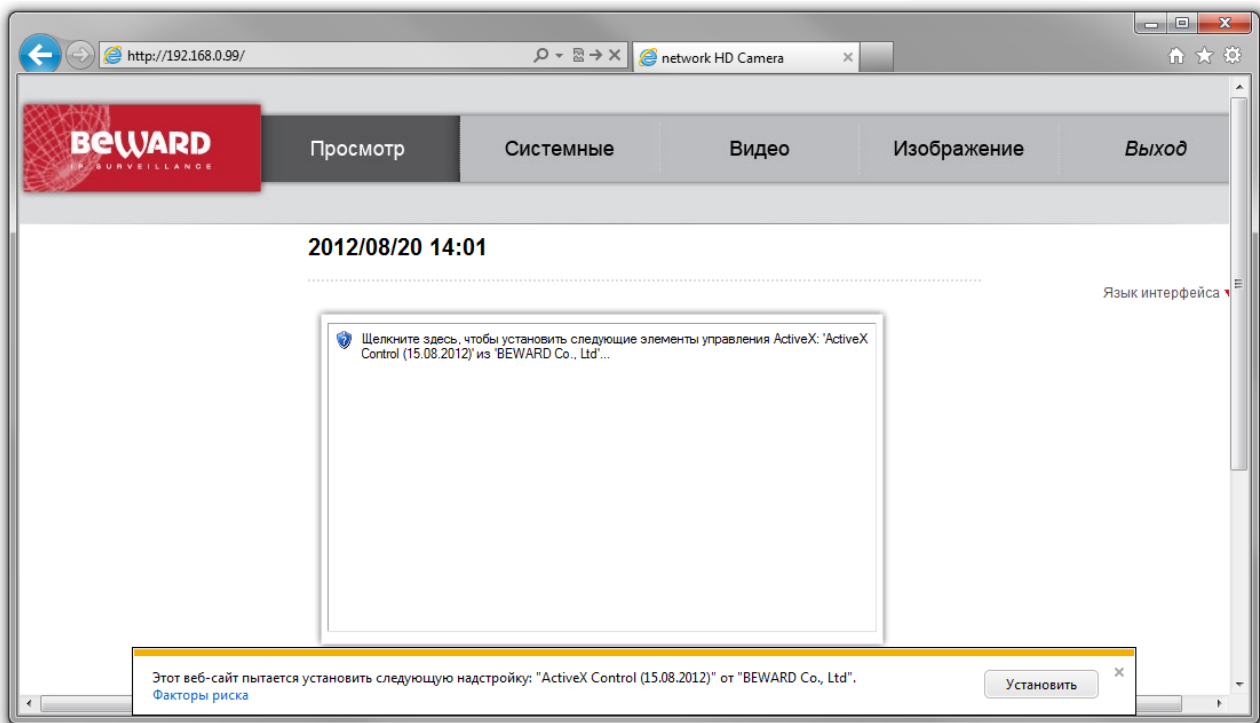 http://192.168.0.99/
network HD Camera
BEWARD
IP SURVEILLANCE
Просмотр
Системные
Видео
Изображение
Выход
2012/08/20 14:01
Язык интерфейса
Щелкните здесь, чтобы установить следующие элементы управления ActiveX: 'ActiveX
Control (15.08.2012)' из 'BEWARD Co., Ltd'...
Этот веб-сайт пытается установить следующую надстройку: "ActiveX Control (15.08.2012)" от "BEWARD Co., Ltd".
Факторы риска
Установить